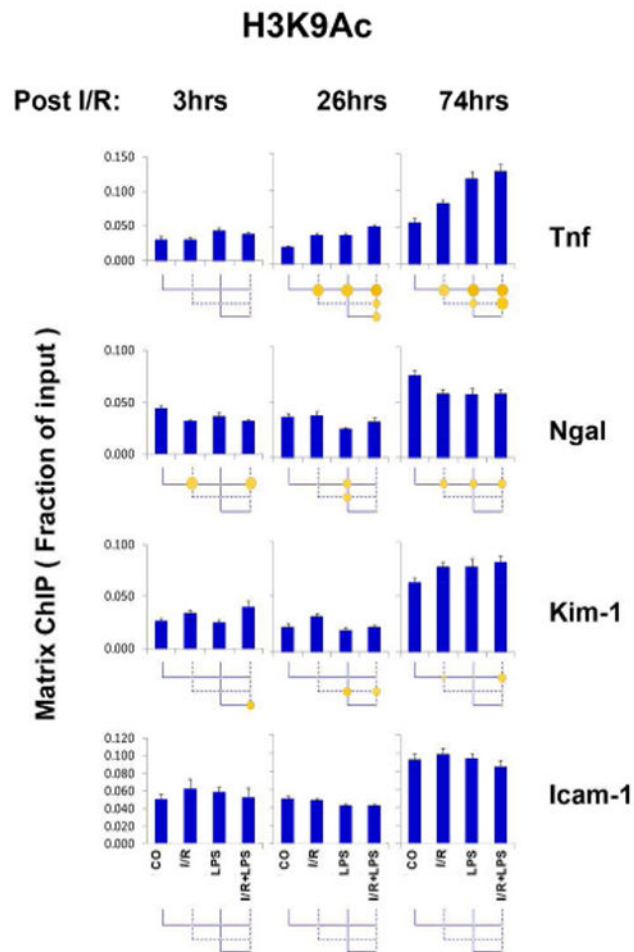 H3K9Ac
Post I/R: 3hrs 26hrs 74hrs
Matrix ChIP ( Fraction of input )
0.150
0.100
0.050
0.000
Tnf
0.100
0.050
0.000
Ngal
0.100
0.050
0.000
Kim-1
0.120
0.100
0.080
0.060
0.040
0.020
0.000
Icam-1
CO I/R LPS I/R+LPS CO I/R LPS I/R+LPS CO I/R LPS I/R+LPS